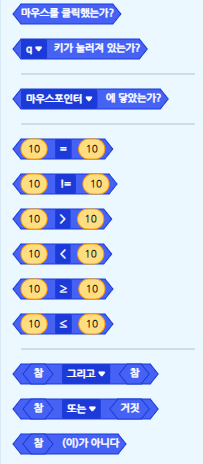 마우스를 클릭했는가?
q ▼ 키가 눌러져 있는가?
마우스포인터 ▼ 에 닿았는가?
10 = 10
10 != 10
10 > 10
10 < 10
10 ≥ 10
10 ≤ 10
참 그리고 ▼ 참
참 또는 ▼ 거짓
참 (이)가 아니다